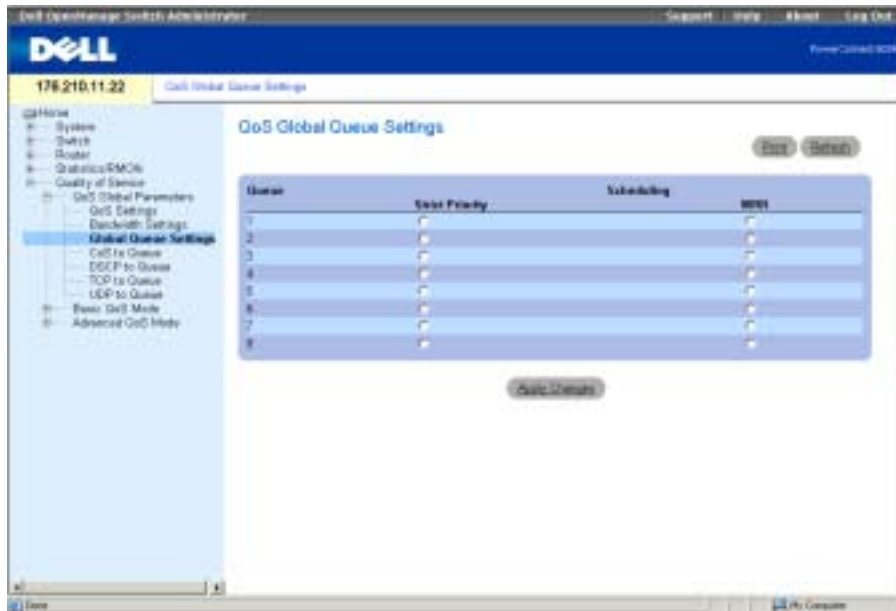 Dell OpenManage Switch Administrator
Support Help About Log Out
DELL
PowerConnect
176.210.11.22
QoS Global Queue Settings
Home
System
Switch
Router
Statistics/RMON
Quality of Service
QoS Global Parameters
QoS Settings
Bandwidth Settings
Global Queue Settings
CoS to Queue
DSCP to Queue
TCP to Queue
UDP to Queue
Basic QoS Mode
Advanced QoS Mode
QoS Global Queue Settings
Print Refresh
Queue Scheduling
Strict Priority WRR
1
2
3
4
5
6
7
8
Apply Changes
Done
My Computer